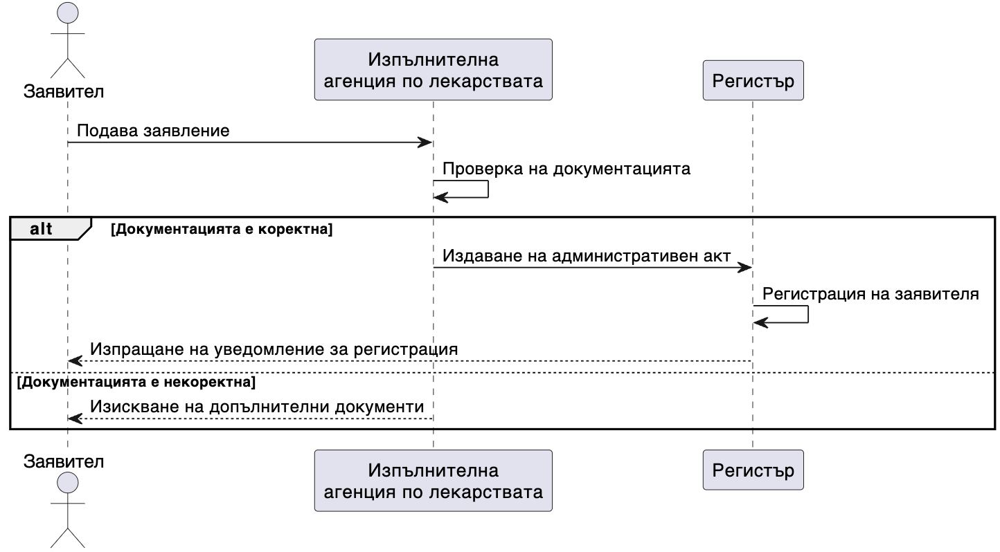 Заявител
Изпълнителна
агенция по лекарствата
Регистър
Подава заявление
Проверка на документацията
alt
[Документацията е коректна]
Издаване на административен акт
Регистрация на заявителя
Изпращане на уведомление за регистрация
[Документацията е некоректна]
Изискване на допълнителни документи
Заявител
Изпълнителна
агенция по лекарствата
Регистър